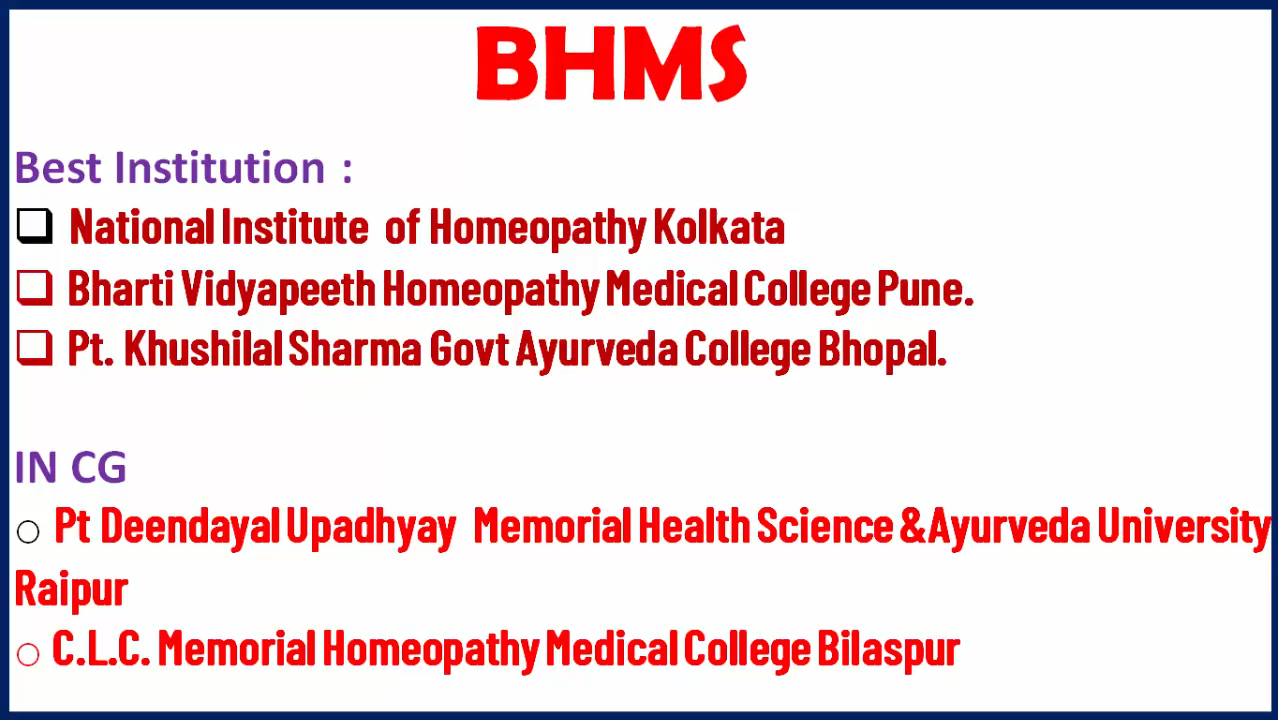 BHMS
Best Institution :
National Institute of Homeopathy Kolkata
Bharti Vidyapeeth Homeopathy Medical College Pune.
Pt. Khushilal Sharma Govt Ayurveda College Bhopal.
IN CG
Pt Deendayal Upadhyay Memorial Health Science &Ayurveda University
Raipur
C.L.C. Memorial Homeopathy Medical College Bilaspur